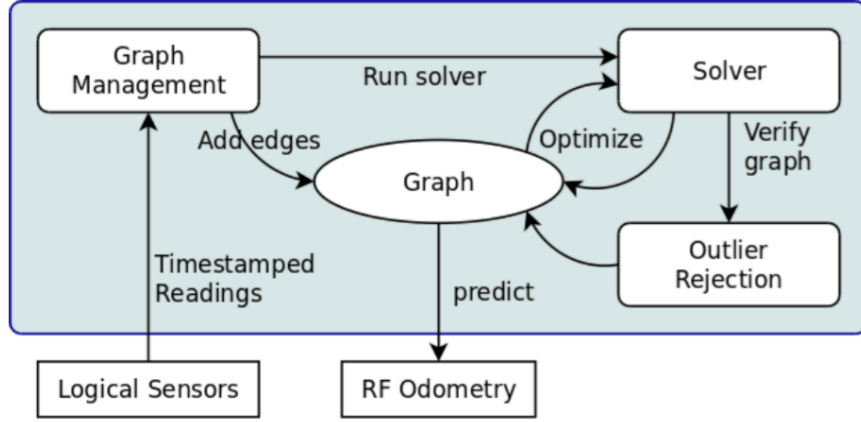 Graph
Management
Run solver
Solver
Add edges
Optimize
Verify
graph
Graph
Outlier
Rejection
Timestamped
Readings
predict
Logical Sensors
RF Odometry